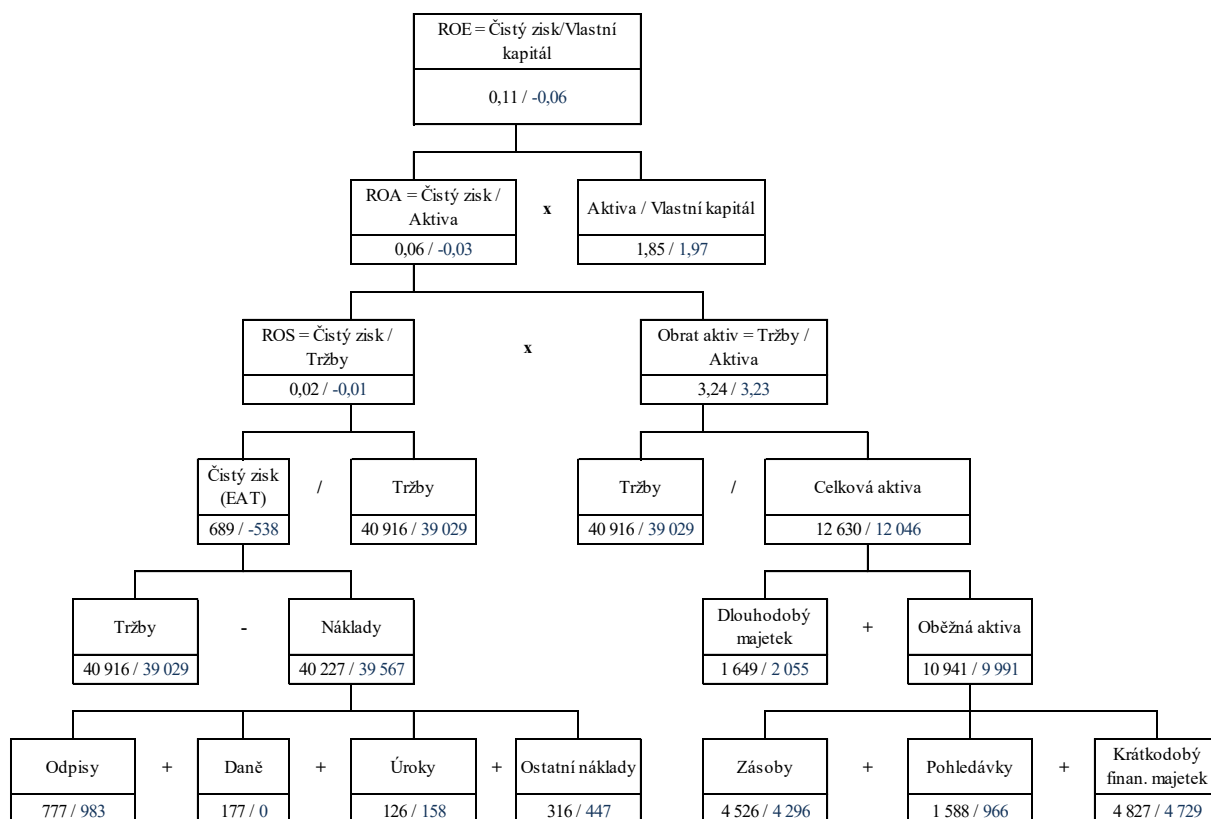 ROE = Čistý zisk/Vlastní
kapitál
0,11 / -0,06
ROA = Čistý zisk /
Aktiva
x
Aktiva / Vlastní kapitál
0,06 / -0,03
1,85 / 1,97
ROS = Čistý zisk /
Tržby
x
Obrat aktiv = Tržby /
Aktiva
0,02 / -0,01
3,24 / 3,23
Čistý zisk
(EAT)
/
Tržby
Tržby
/
Celková aktiva
689 / -538
40 916 / 39 029
40 916 / 39 029
12 630 / 12 046
Tržby
-
Náklady
Dlouhodobý
majetek
+
Oběžná aktiva
40 916 / 39 029
40 227 / 39 567
1 649 / 2 055
10 941 / 9 991
Odpisy
+
Daně
+
Úroky
+
Ostatní náklady
Zásoby
+
Pohledávky
+
Krátkodobý
finan. majetek
777 / 983
177 / 0
126 / 158
316 / 447
4 526 / 4 296
1 588 / 966
4 827 / 4 729